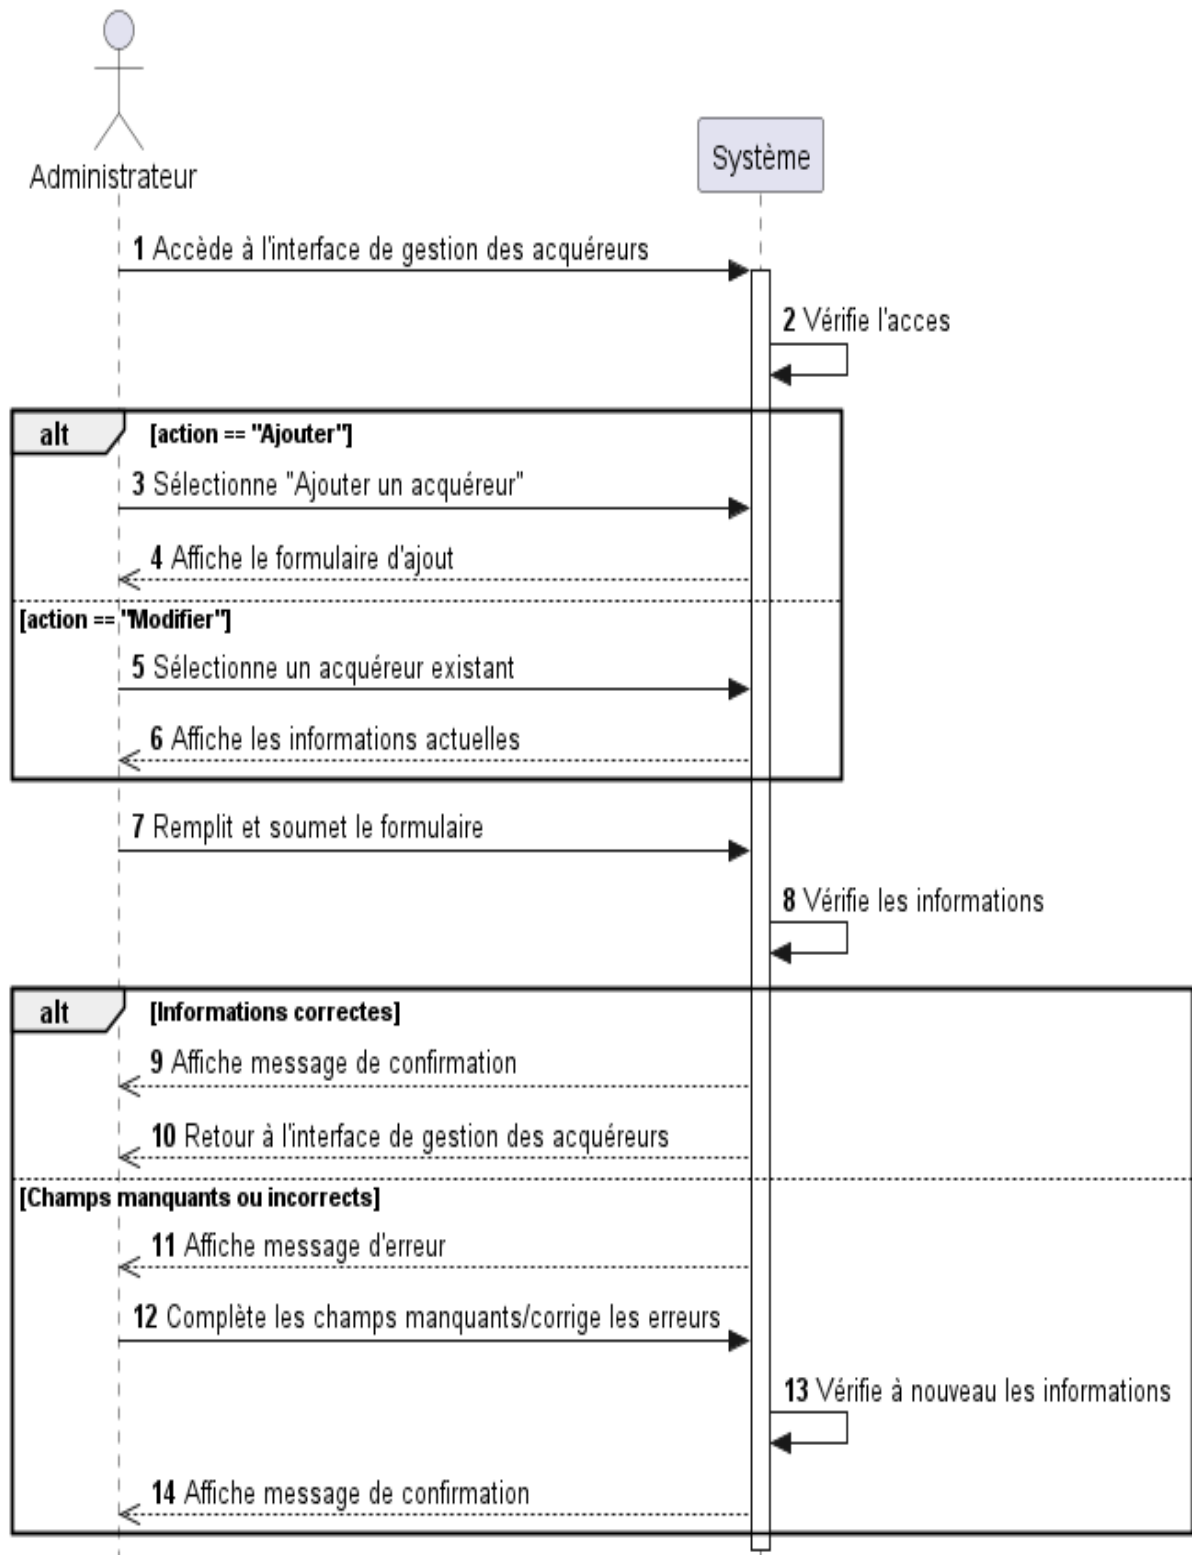 Administrateur
Système
1 Accède à l'interface de gestion des acquéreurs
2 Vérifie l'acces
alt [action == "Ajouter"]
3 Sélectionne "Ajouter un acquéreur"
4 Affiche le formulaire d'ajout
[action == "Modifier"]
5 Sélectionne un acquéreur existant
6 Affiche les informations actuelles
7 Remplit et soumet le formulaire
8 Vérifie les informations
alt [Informations correctes]
9 Affiche message de confirmation
10 Retour à l'interface de gestion des acquéreurs
[Champs manquants ou incorrects]
11 Affiche message d'erreur
12 Complète les champs manquants/corrige les erreurs
13 Vérifie à nouveau les informations
14 Affiche message de confirmation